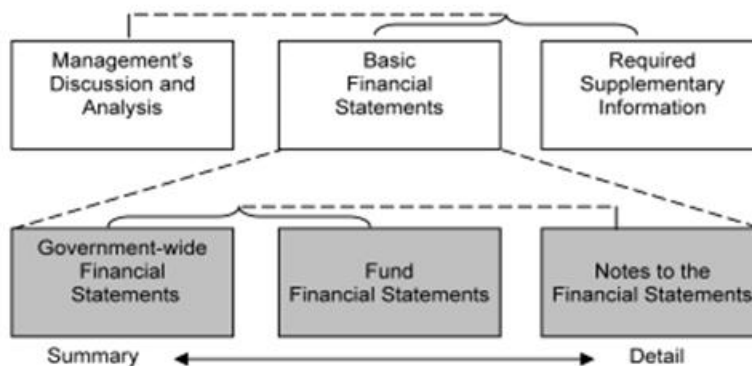 Management's
Discussion and
Analysis
Basic
Financial
Statements
Required
Supplementary
Information
Government-wide
Financial
Statements
Fund
Financial Statements
Notes to the
Financial Statements
Summary
Detail